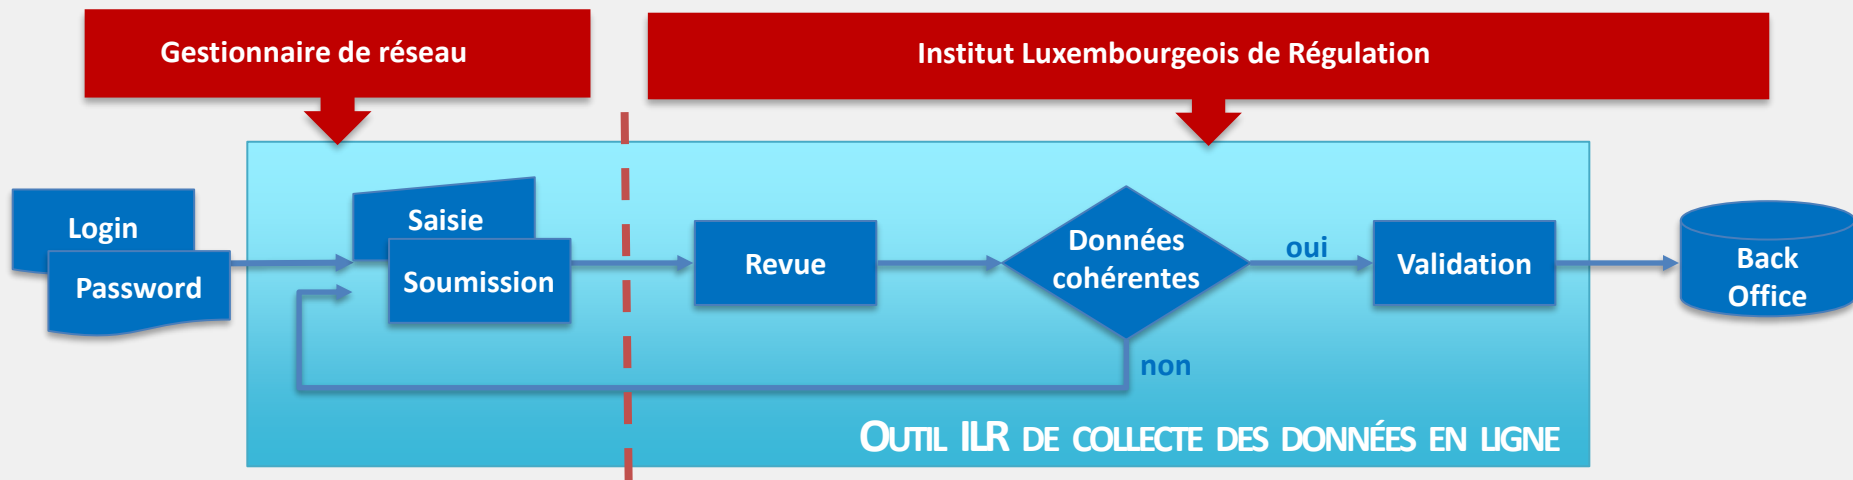 Gestionnaire de réseau
Institut Luxembourgeois de Régulation
Login
Password
Saisie
Soumission
Revue
Données
cohérentes
oui
non
Validation
Back
Office
OUTIL ILR DE COLLECTE DES DONNÉES EN LIGNE